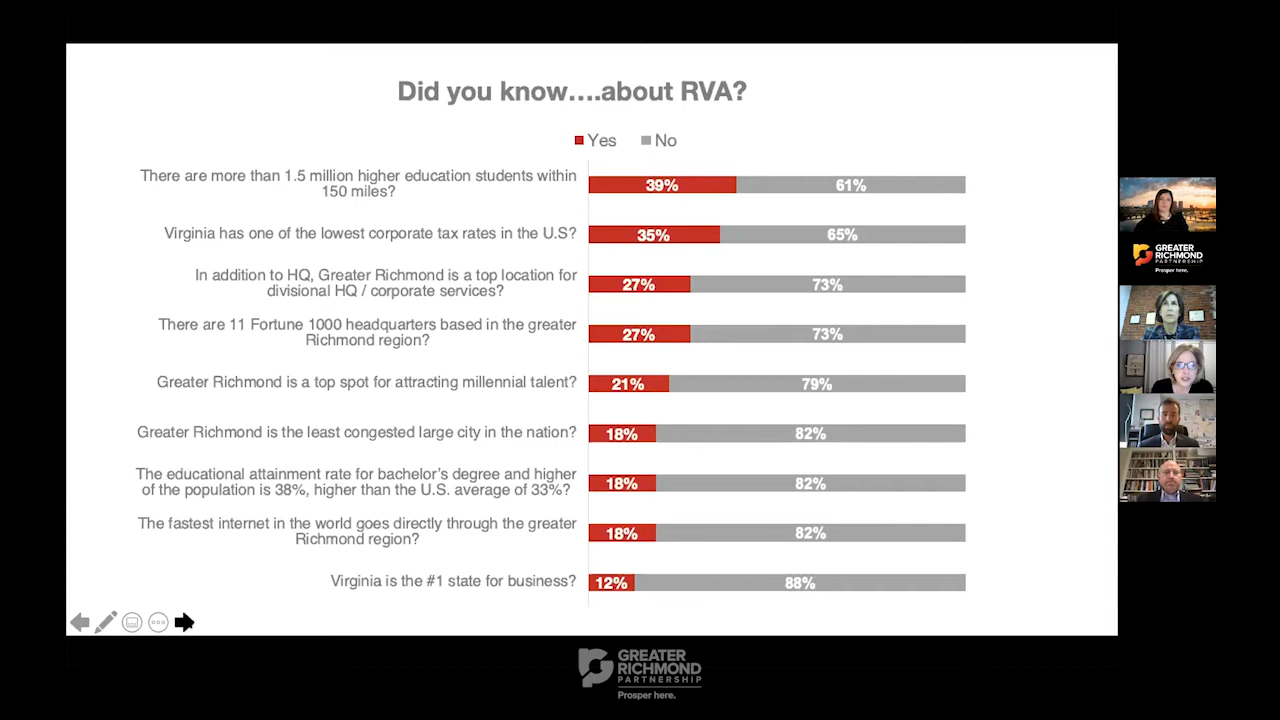 Did you know....about RVA?
Yes No
There are more than 1.5 million higher education students within
150 miles?
39% 61%
Virginia has one of the lowest corporate tax rates in the U.S?
35% 65%
In addition to HQ, Greater Richmond is a top location for
divisional HQ / corporate services?
27% 73%
There are 11 Fortune 1000 headquarters based in the greater
Richmond region?
27% 73%
Greater Richmond is a top spot for attracting millennial talent?
21% 79%
Greater Richmond is the least congested large city in the nation?
18% 82%
The educational attainment rate for bachelor’s degree and higher
of the population is 38%, higher than the U.S. average of 33%?
18% 82%
The fastest internet in the world goes directly through the greater
Richmond region?
18% 82%
Virginia is the #1 state for business?
12% 88%
GREATER
RICHMOND
PARTNERSHIP
Prosper here.
GREATER
RICHMOND
PARTNERSHIP
Prosper here.